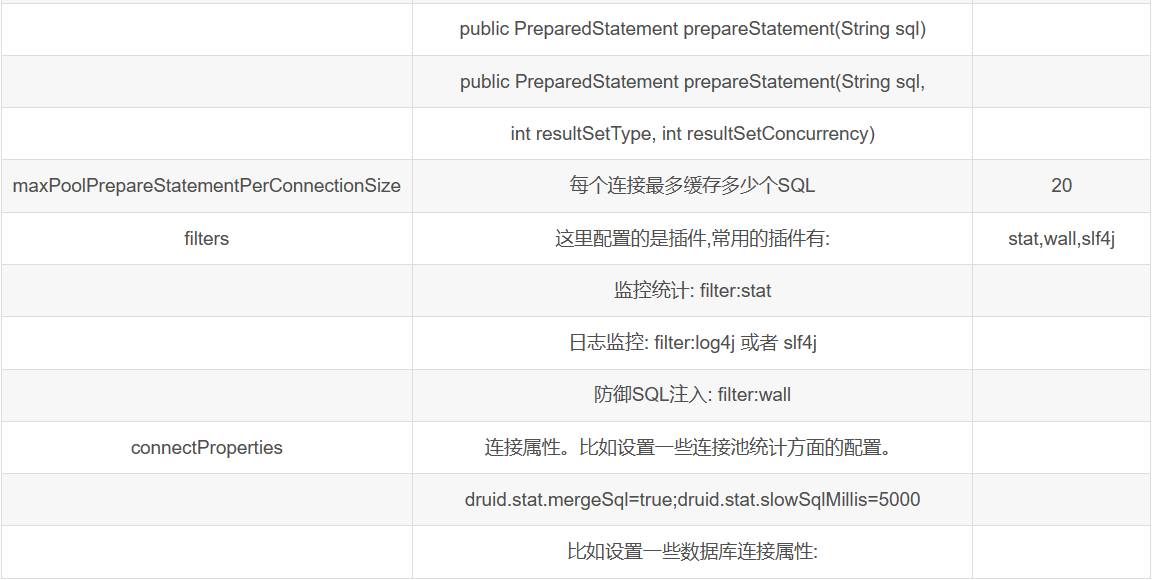 public PreparedStatement prepareStatement(String sql)
public PreparedStatement prepareStatement(String sql,
int resultSetType, int resultSetConcurrency)
maxPoolPrepareStatementPerConnectionSize 每个连接最多缓存多少个SQL 20
filters 这里配置的是插件,常用的插件有: stat,wall,slf4j
监控统计: filter:stat
日志监控: filter:log4j 或者 slf4j
防御SQL注入: filter:wall
connectProperties 连接属性。比如设置一些连接池统计方面的配置。
druid.stat.mergeSql=true;druid.stat.slowSqlMillis=5000
比如设置一些数据库连接属性: